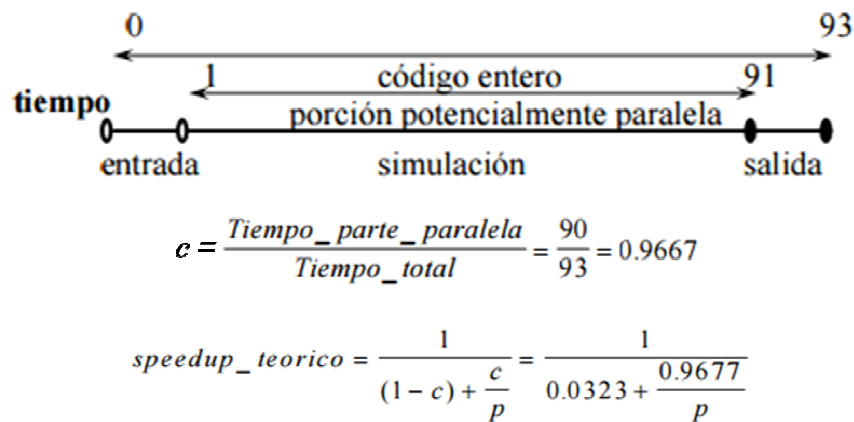 0 93
código entero
1 91
tiempo porción potencialmente paralela
entrada simulación salida
c = Tiempo_parte_paralela / Tiempo_total = 90 / 93 = 0.9667
speedup_teorico = 1 / ((1 − c) + c / p) = 1 / (0.0323 + 0.9677 / p)